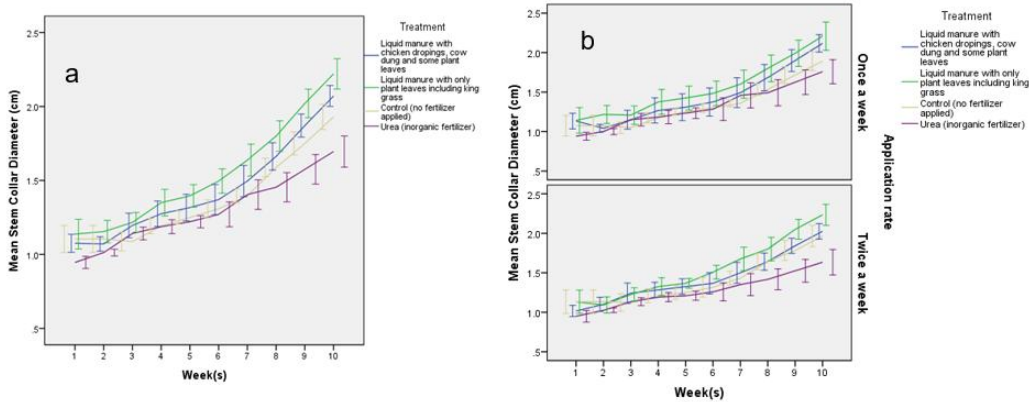 a
Mean Stem Collar Diameter (cm)
2.5
2.0
1.5
1.0
.5
1 2 3 4 5 6 7 8 9 10
Week(s)
Treatment
Liquid manure with
chicken dropings, cow
dung and some plant
leaves
Liquid manure with only
plant leaves including king
grass
Control (no fertilizer
applied)
Urea (inorganic fertilizer)
b
Mean Stem Collar Diameter (cm)
2.5
2.0
1.5
1.0
.5
Once a week
2.5
2.0
1.5
1.0
.5
Twice a week
Application rate
1 2 3 4 5 6 7 8 9 10
Week(s)
Treatment
Liquid manure with
chicken dropings, cow
dung and some plant
leaves
Liquid manure with only
plant leaves including king
grass
Control (no fertilizer
applied)
Urea (inorganic fertilizer)